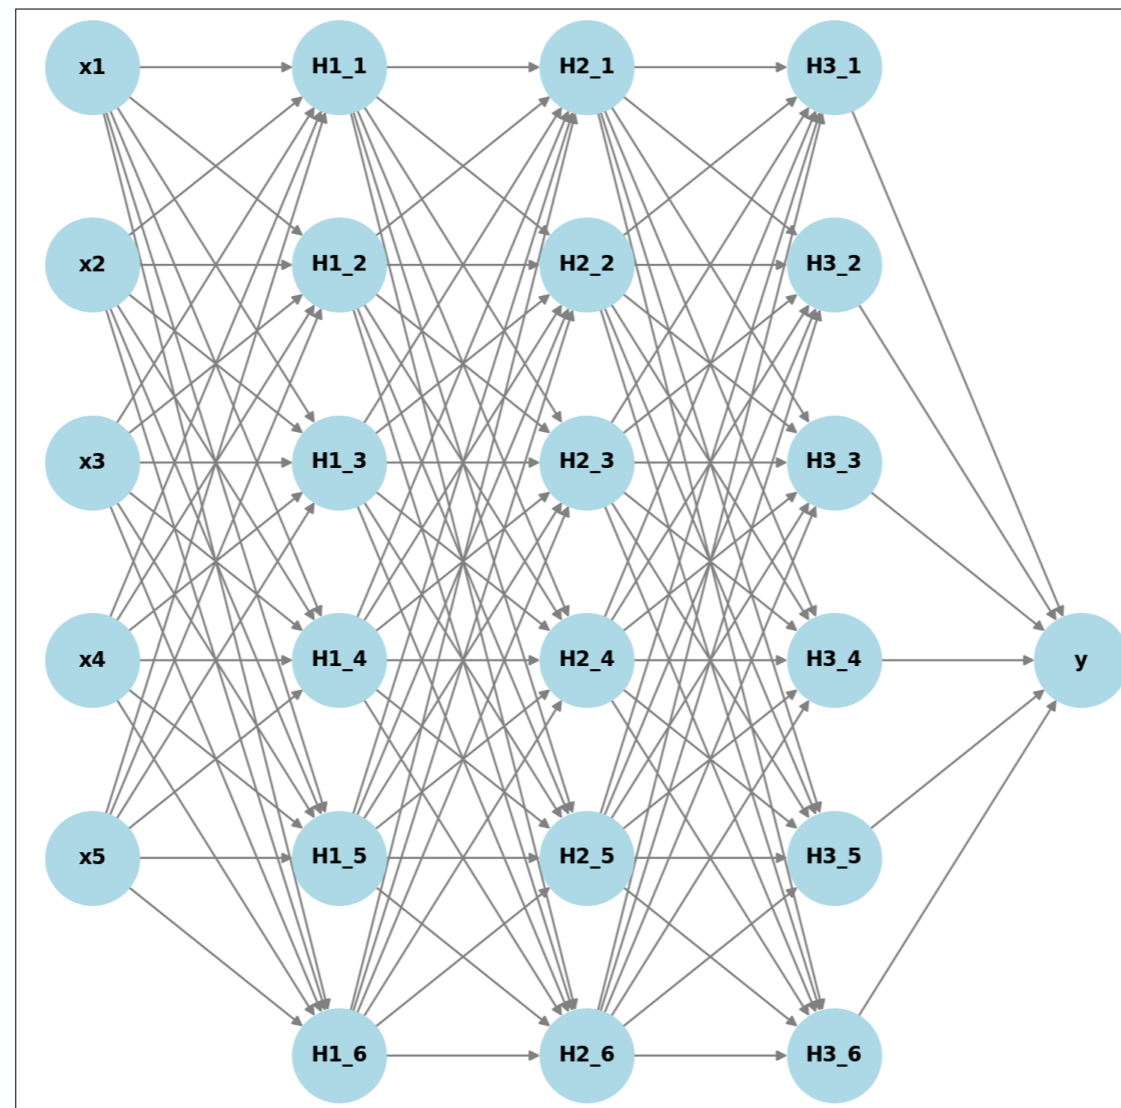 x1 H1_1 H2_1 H3_1
x2 H1_2 H2_2 H3_2
x3 H1_3 H2_3 H3_3
x4 H1_4 H2_4 H3_4 y
x5 H1_5 H2_5 H3_5
H1_6 H2_6 H3_6